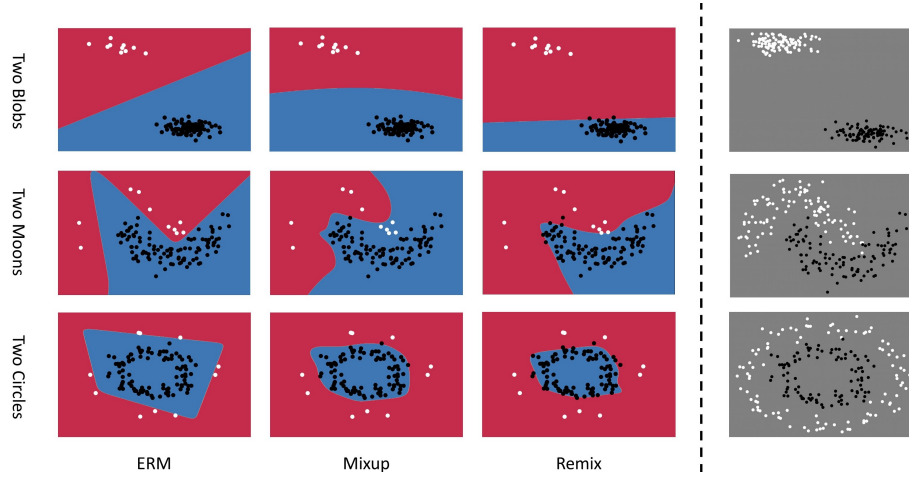 Two Blobs
Two Moons
Two Circles
ERM
Mixup
Remix